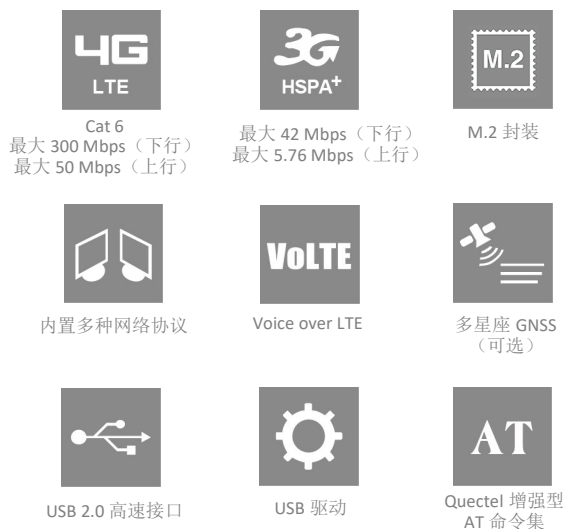 4G
LTE
Cat 6
最大 300 Mbps（下行）
最大 50 Mbps（上行）
3G
HSPA+
最大 42 Mbps（下行）
最大 5.76 Mbps（上行）
M.2
M.2 封装
内置多种网络协议
VoLTE
Voice over LTE
多星座 GNSS
（可选）
USB 2.0 高速接口
USB 驱动
AT
Quectel 增强型
AT 命令集